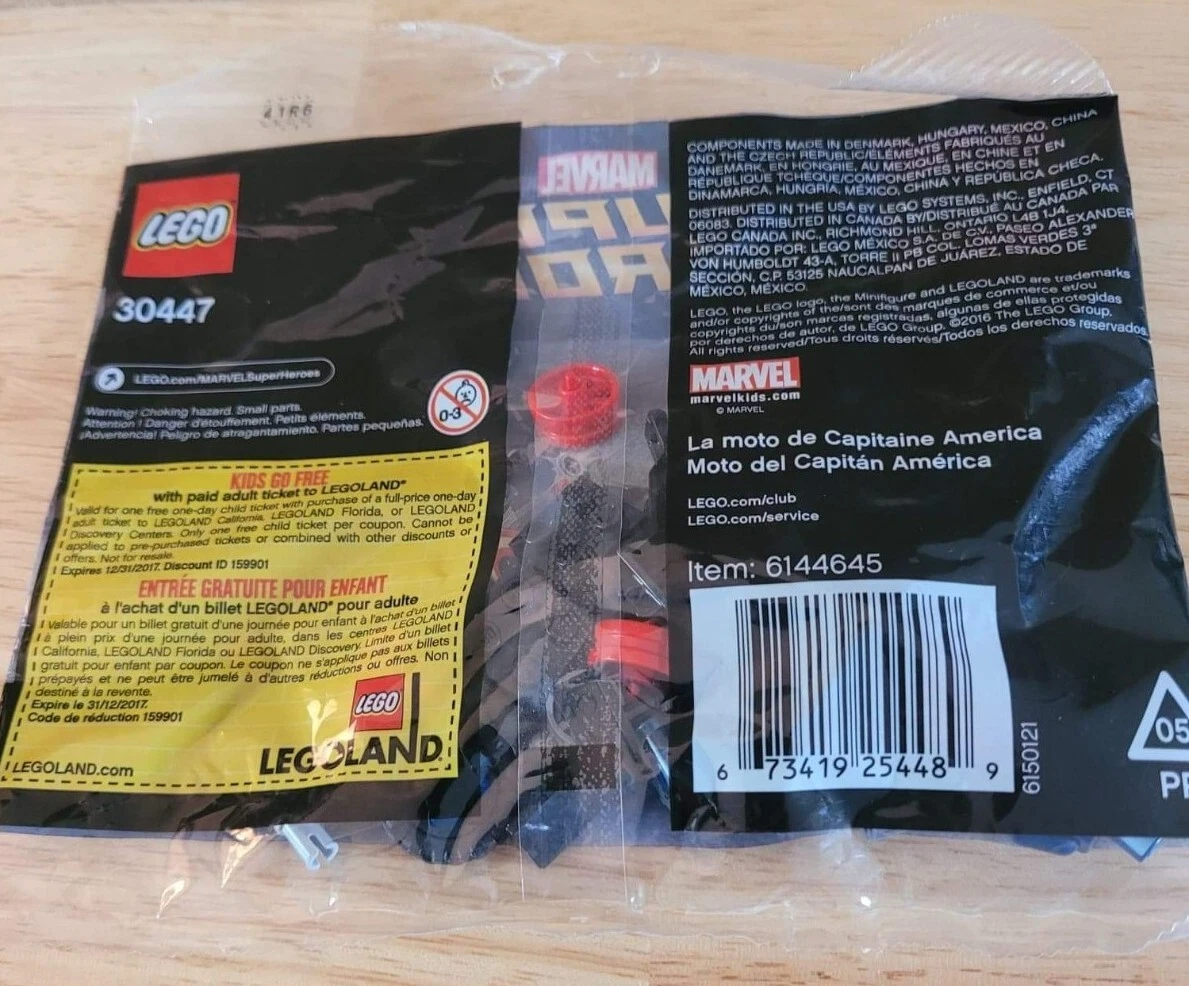 41R6
LEGO
30447
LEGO.com/MARVELSuperHeroes
Warning! Choking hazard. Small parts.
Attention ! Danger d'étouffement. Petits éléments.
¡Advertencia! Peligro de atragantamiento. Partes pequeñas.
0-3
KIDS GO FREE
with paid adult ticket to LEGOLAND®
Valid for one free one-day child ticket with purchase of a full-price one-day
adult ticket to LEGOLAND California, LEGOLAND Florida, or LEGOLAND
Discovery Centers. Only one free child ticket per coupon. Cannot be
applied to pre-purchased tickets or combined with other discounts or
offers. Not for resale.
Expires 12/31/2017. Discount ID 159901
ENTRÉE GRATUITE POUR ENFANT
à l'achat d'un billet LEGOLAND® pour adulte
Valable pour un billet gratuit d'une journée pour enfant à l'achat d'un billet
à plein prix d'une journée pour adulte, dans les centres LEGOLAND
California, LEGOLAND Florida ou LEGOLAND Discovery. Limite d'un billet
gratuit pour enfant par coupon. Le coupon ne s'applique pas aux billets
prépayés et ne peut être jumelé à d'autres réductions ou offres. Non
destiné à la revente.
Expire le 31/12/2017.
Code de réduction 159901
LEGO
LEGOLAND
LEGOLAND.com
MARVEL
COMPONENTS MADE IN DENMARK, HUNGARY, MEXICO, CHINA
AND THE CZECH REPUBLIC/ÉLÉMENTS FABRIQUÉS AU
DANEMARK, EN HONGRIE, AU MEXIQUE, EN CHINE ET EN
RÉPUBLIQUE TCHÈQUE/COMPONENTES HECHOS EN
DINAMARCA, HUNGRÍA, MÉXICO, CHINA Y REPÚBLICA CHECA.
DISTRIBUTED IN THE USA BY LEGO SYSTEMS, INC., ENFIELD, CT
06083. DISTRIBUTED IN CANADA BY/DISTRIBUÉ AU CANADA PAR
LEGO CANADA INC., RICHMOND HILL, ONTARIO L4B 1J4.
IMPORTADO POR: LEGO MÉXICO S.A. DE C.V., PASEO ALEXANDER
VON HUMBOLDT 43-A, TORRE II PB COL. LOMAS VERDES 3ª
SECCIÓN, C.P. 53125 NAUCALPAN DE JUÁREZ, ESTADO DE
MÉXICO, MÉXICO.
LEGO, the LEGO logo, the Minifigure and LEGOLAND are trademarks
and/or copyrights of the/sont des marques de commerce et/ou
copyrights du/son marcas registradas, algunas de ellas protegidas
por derechos de autor, de LEGO Group. ©2016 The LEGO Group.
All rights reserved/Tous droits réservés/Todos los derechos reservados.
MARVEL
marvelkids.com
© MARVEL
La moto de Capitaine America
Moto del Capitán América
LEGO.com/club
LEGO.com/service
Item: 6144645
6 73419 25448 9
6150121
05